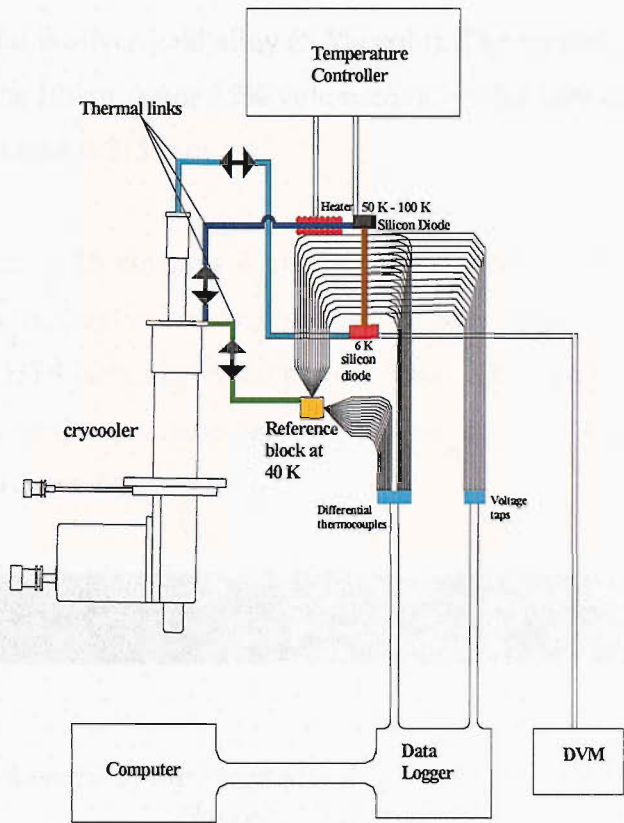 Temperature
Controller
Thermal links
Heater
50 K - 100 K
Silicon Diode
6 K
silicon
diode
crycooler
Reference
block at
40 K
Differential
thermocouples
Voltage
taps
Computer
Data
Logger
DVM